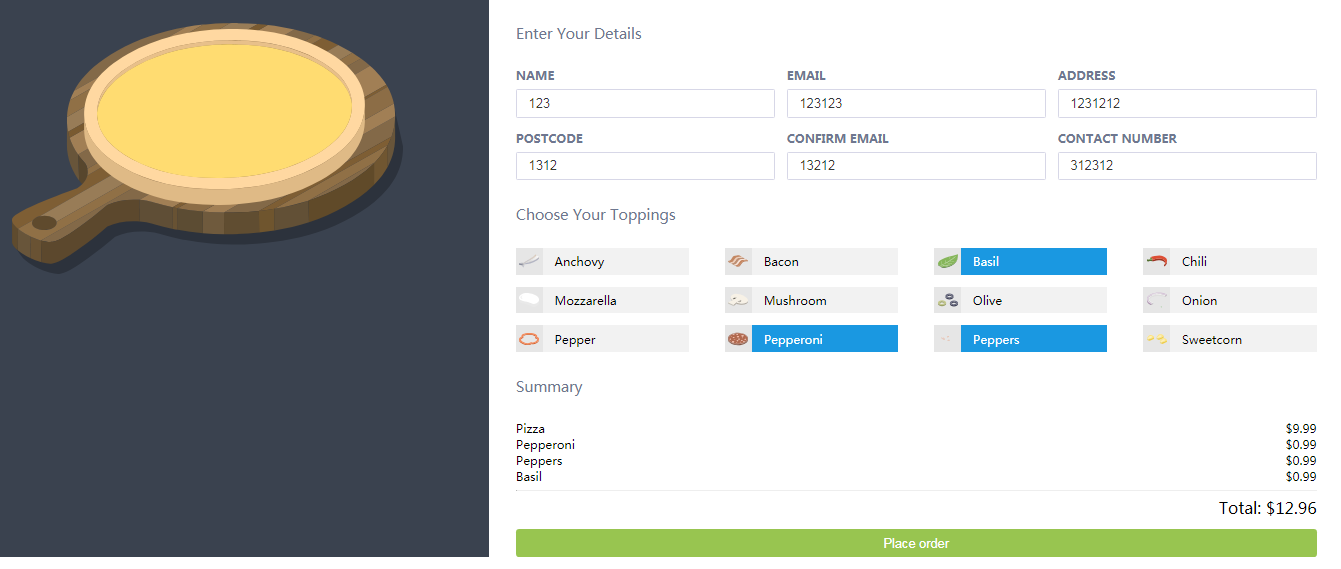 Enter Your Details
NAME EMAIL ADDRESS
123 123123 1231212
POSTCODE CONFIRM EMAIL CONTACT NUMBER
1312 13212 312312
Choose Your Toppings
Anchovy Bacon Basil Chili
Mozzarella Mushroom Olive Onion
Pepper Pepperoni Peppers Sweetcorn
Summary
Pizza $9.99
Pepperoni $0.99
Peppers $0.99
Basil $0.99
Total: $12.96
Place order